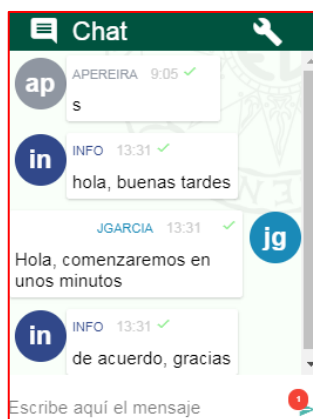 Chat
ap
APEREIRA 9:05
s
in
INFO 13:31
hola, buenas tardes
JGARCIA 13:31
jg
Hola, comenzaremos en
unos minutos
in
INFO 13:31
de acuerdo, gracias
Escribe aquí el mensaje
1